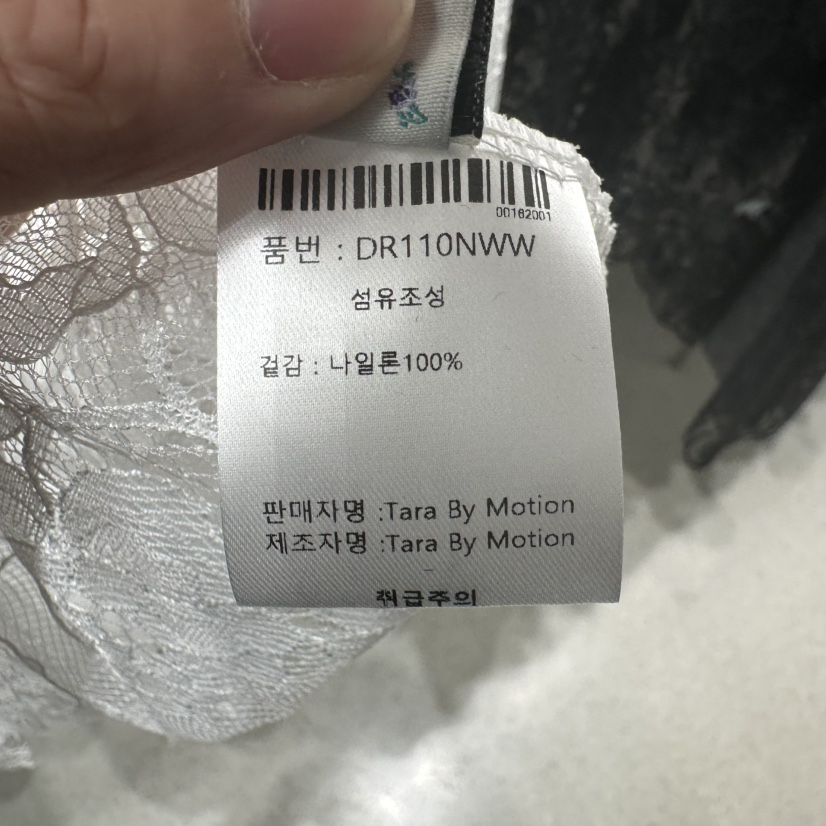 00162001
품번 : DR110NWW
섬유조성
겉감 : 나일론100%
판매자명 :Tara By Motion
제조자명 :Tara By Motion
취급주의